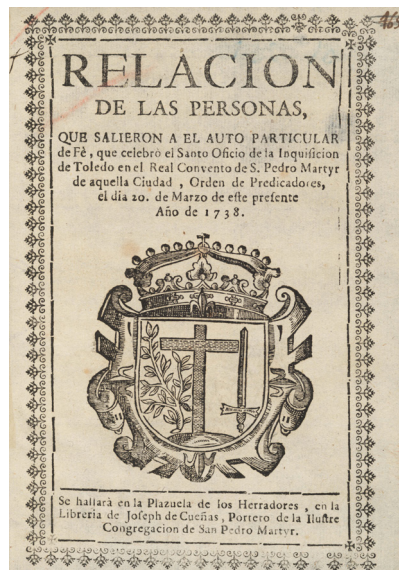 RELACION
DE LAS PERSONAS,
QUE SALIERON A EL AUTO PARTICULAR
de Fè, que celebrò el Santo Oficio de la Inquisicion
de Toledo en el Real Convento de S. Pedro Martyr
de aquella Ciudad, Orden de Predicadores,
el dia 20. de Marzo de este presente
Año de 1738.
Se hallarà en la Plazuela de los Herradores, en la
Libreria de Joseph de Cueñas, Portero de la Ilustre
Congregacion de San Pedro Martyr.